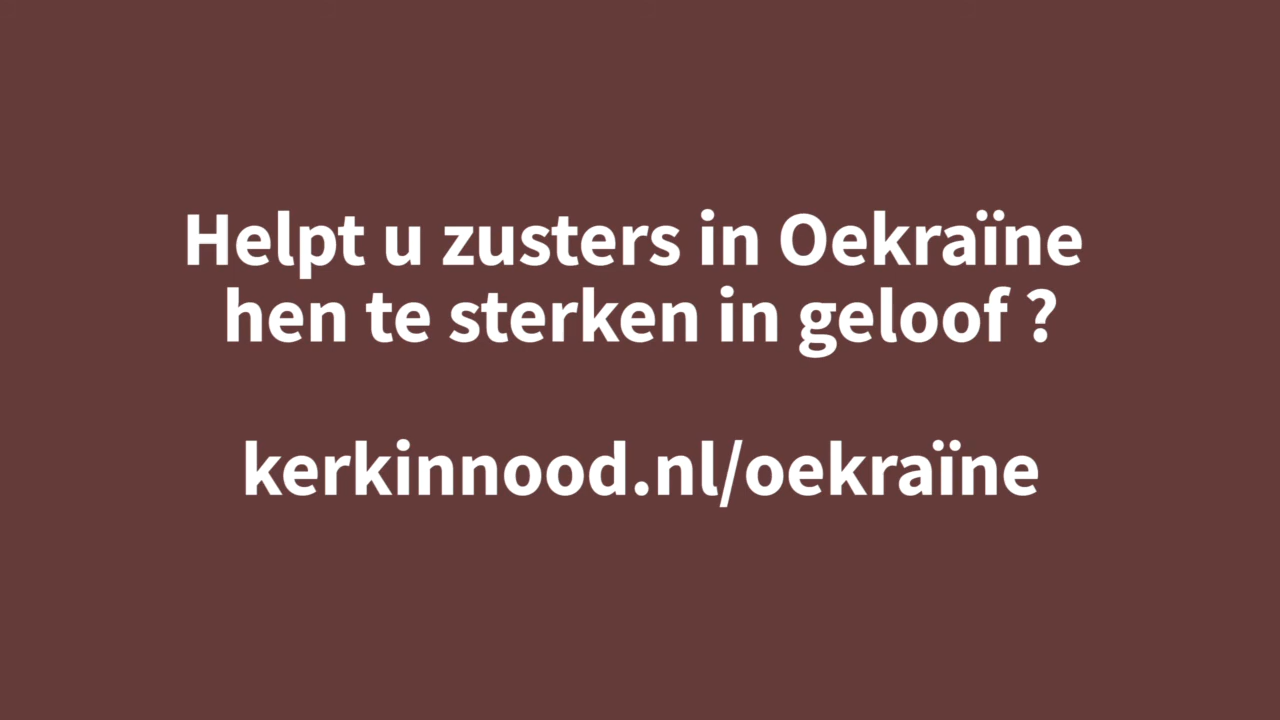 Helpt u zusters in Oekraïne
hen te sterken in geloof ?
kerkinnood.nl/oekraïne